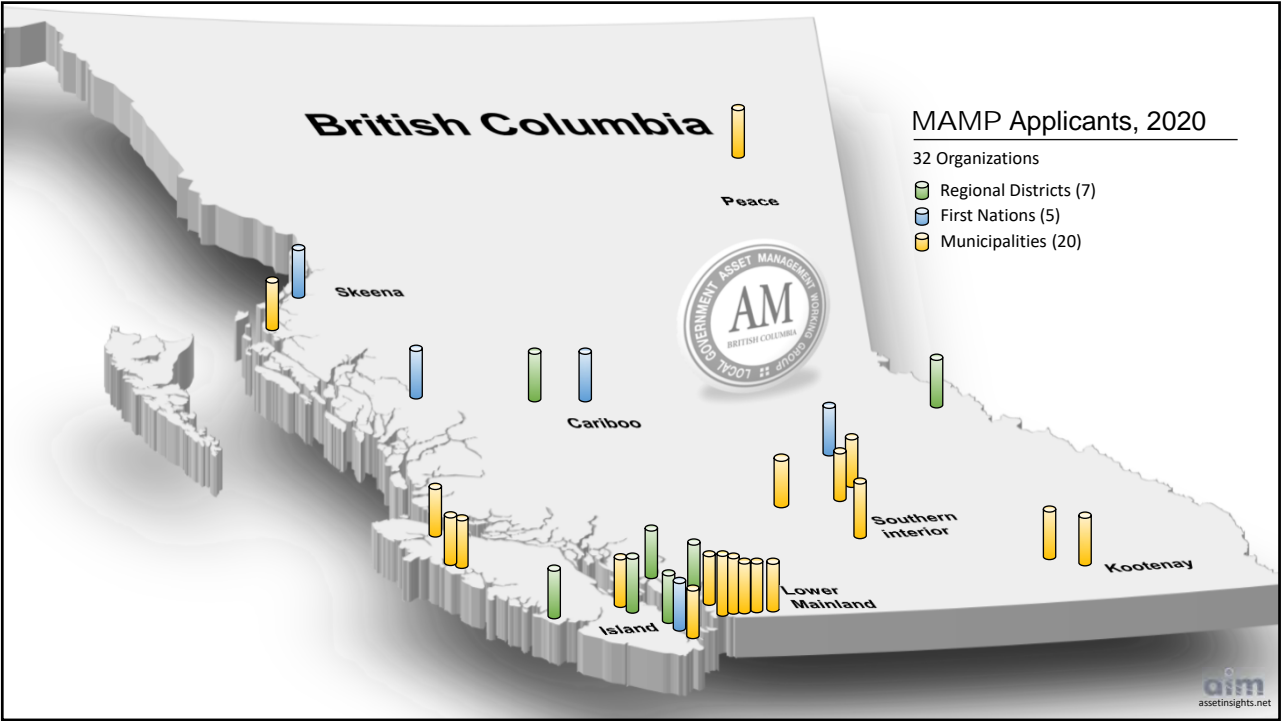 British Columbia
MAMP Applicants, 2020
32 Organizations
Regional Districts (7)
First Nations (5)
Municipalities (20)
Peace
Skeena
LOCAL GOVERNMENT ASSET MANAGEMENT WORKING GROUP
AM
BRITISH COLUMBIA
Cariboo
Southern
interior
Kootenay
Lower
Mainland
Island
aim
assetinsights.net